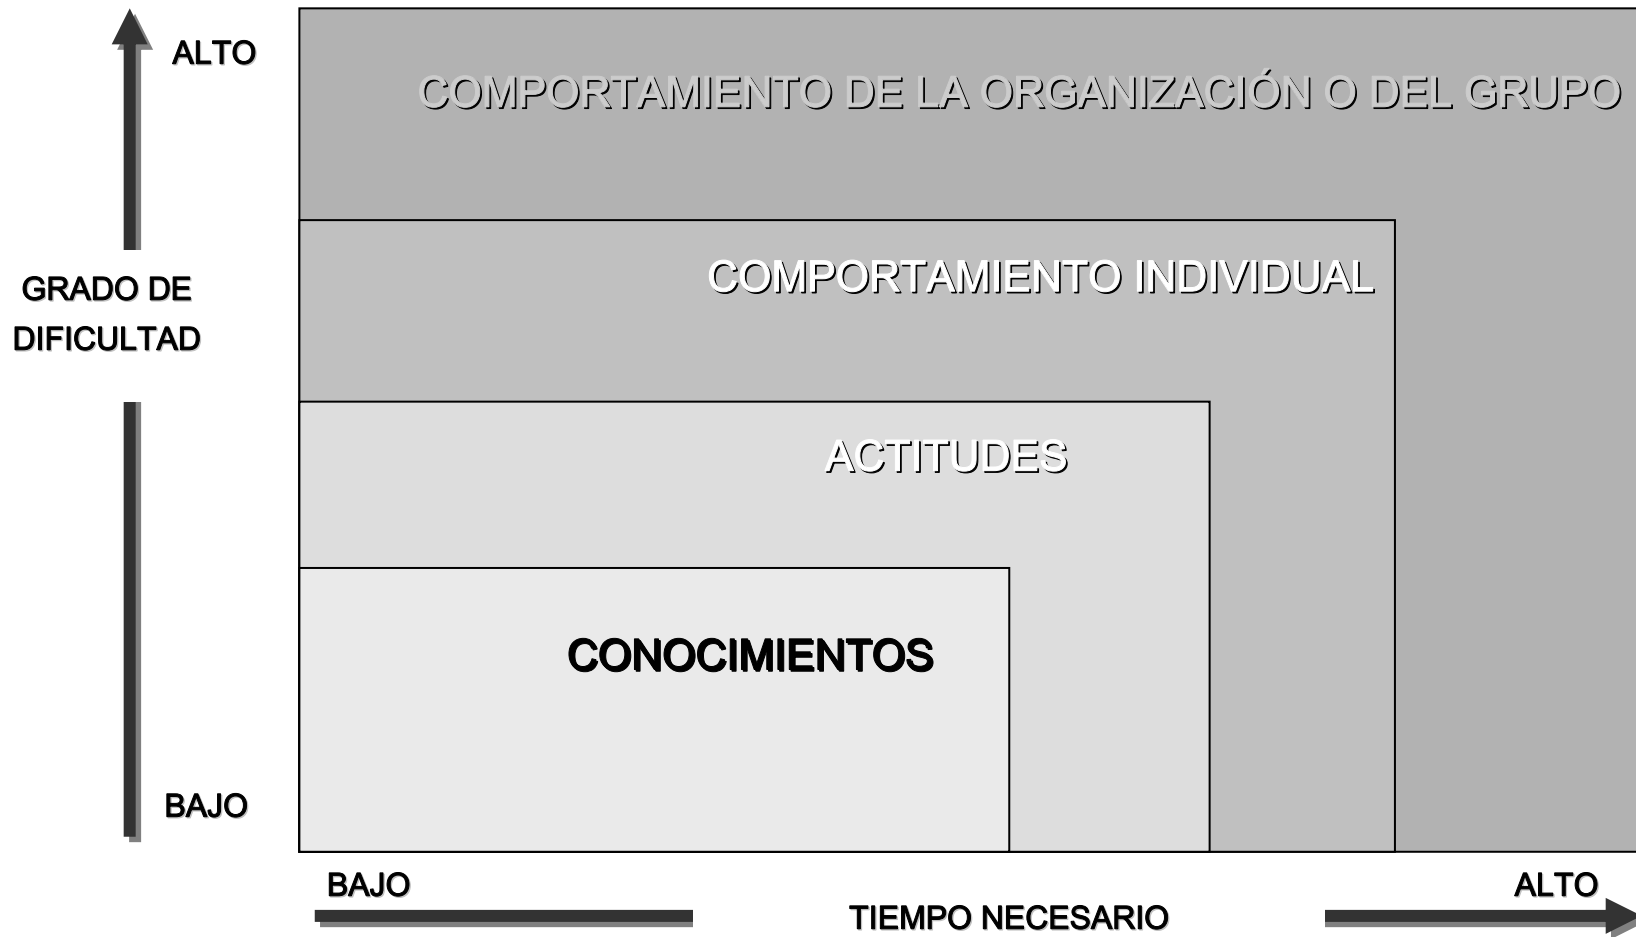 ALTO
COMPORTAMIENTO DE LA ORGANIZACIÓN O DEL GRUPO
COMPORTAMIENTO INDIVIDUAL
GRADO DE
DIFICULTAD
ACTITUDES
CONOCIMIENTOS
BAJO
BAJO
ALTO
TIEMPO NECESARIO